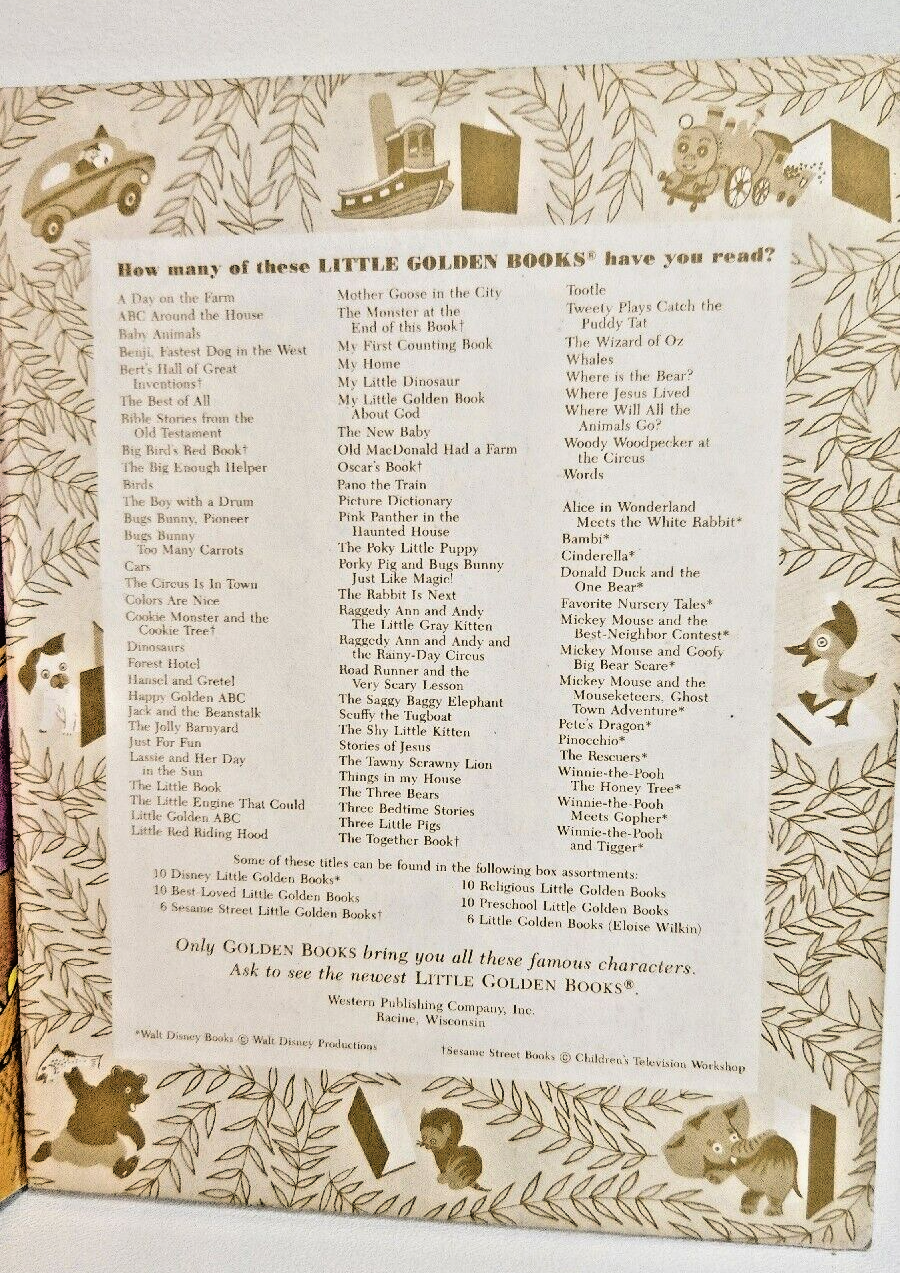 How many of these LITTLE GOLDEN BOOKS® have you read?
A Day on the Farm
ABC Around the House
Baby Animals
Benji, Fastest Dog in the West
Bert's Hall of Great
Inventions†
The Best of All
Bible Stories from the
Old Testament
Big Bird's Red Book†
The Big Enough Helper
Birds
The Boy with a Drum
Bugs Bunny, Pioneer
Bugs Bunny
Too Many Carrots
Cars
The Circus Is In Town
Colors Are Nice
Cookie Monster and the
Cookie Tree†
Dinosaurs
Forest Hotel
Hansel and Gretel
Happy Golden ABC
Jack and the Beanstalk
The Jolly Barnyard
Just For Fun
Lassie and Her Day
in the Sun
The Little Book
The Little Engine That Could
Little Golden ABC
Little Red Riding Hood
Mother Goose in the City
The Monster at the
End of this Book†
My First Counting Book
My Home
My Little Dinosaur
My Little Golden Book
About God
The New Baby
Old MacDonald Had a Farm
Oscar's Book†
Pano the Train
Picture Dictionary
Pink Panther in the
Haunted House
The Poky Little Puppy
Porky Pig and Bugs Bunny
Just Like Magic!
The Rabbit Is Next
Raggedy Ann and Andy
The Little Gray Kitten
Raggedy Ann and Andy and
the Rainy-Day Circus
Road Runner and the
Very Scary Lesson
The Saggy Baggy Elephant
Scuffy the Tugboat
The Shy Little Kitten
Stories of Jesus
The Tawny Scrawny Lion
Things in my House
The Three Bears
Three Bedtime Stories
Three Little Pigs
The Together Book†
Tootle
Tweety Plays Catch the
Puddy Tat
The Wizard of Oz
Whales
Where is the Bear?
Where Jesus Lived
Where Will All the
Animals Go?
Woody Woodpecker at
the Circus
Words
Alice in Wonderland
Meets the White Rabbit*
Bambi*
Cinderella*
Donald Duck and the
One Bear*
Favorite Nursery Tales*
Mickey Mouse and the
Best-Neighbor Contest*
Mickey Mouse and Goofy
Big Bear Scare*
Mickey Mouse and the
Mouseketeers, Ghost
Town Adventure*
Pete's Dragon*
Pinocchio*
The Rescuers*
Winnie-the-Pooh
The Honey Tree*
Winnie-the-Pooh
Meets Gopher*
Winnie-the-Pooh
and Tigger*
Some of these titles can be found in the following box assortments:
10 Disney Little Golden Books*
10 Best-Loved Little Golden Books
6 Sesame Street Little Golden Books†
10 Religious Little Golden Books
10 Preschool Little Golden Books
6 Little Golden Books (Eloise Wilkin)
Only GOLDEN BOOKS bring you all these famous characters.
Ask to see the newest LITTLE GOLDEN BOOKS®.
Western Publishing Company, Inc.
Racine, Wisconsin
*Walt Disney Books © Walt Disney Productions
†Sesame Street Books © Children's Television Workshop